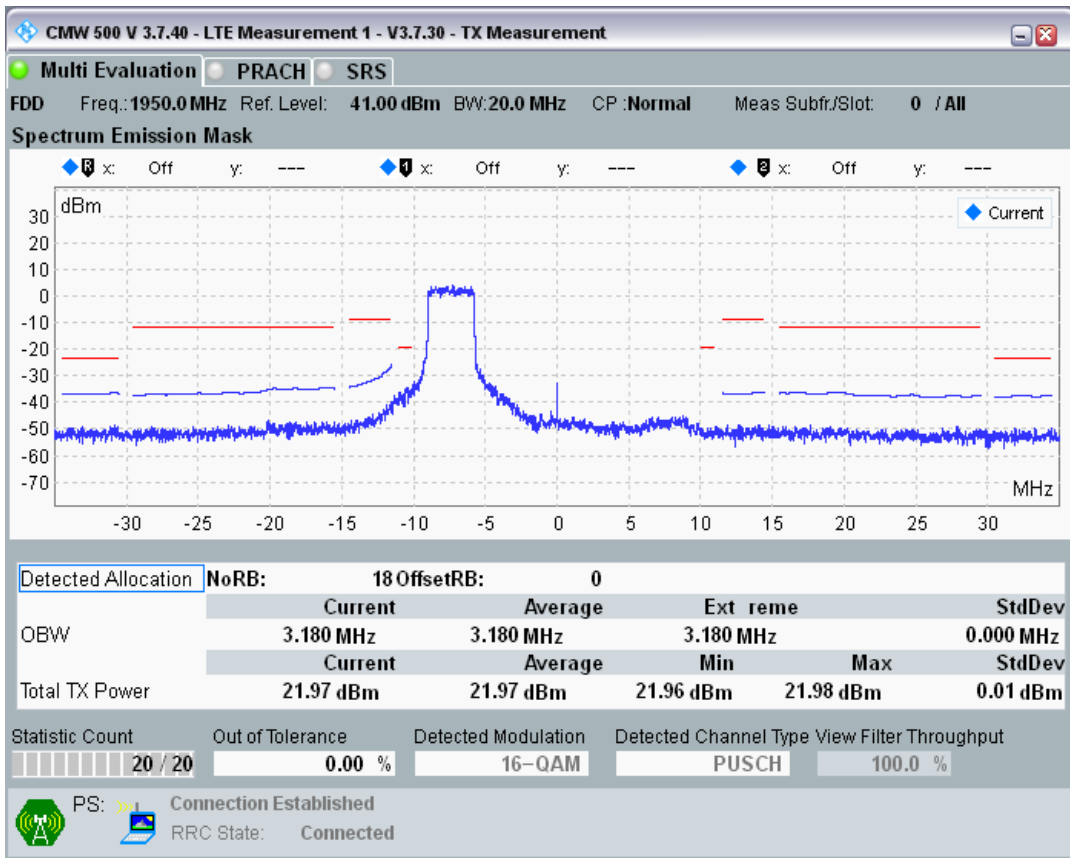 CMW 500 V 3.7.40 - LTE Measurement 1 - V3.7.30 - TX Measurement
Multi Evaluation PRACH SRS
FDD Freq.: 1950.0 MHz Ref. Level: 41.00 dBm BW: 20.0 MHz CP : Normal Meas Subfr./Slot: 0 / All
Spectrum Emission Mask
R x: Off y: --- 1 x: Off y: --- 2 x: Off y: ---
dBm
Current
30
20
10
0
-10
-20
-30
-40
-50
-60
-70
MHz
-30 -25 -20 -15 -10 -5 0 5 10 15 20 25 30
Detected Allocation NoRB: 18 OffsetRB: 0
Current Average Ext reme StdDev
OBW 3.180 MHz 3.180 MHz 3.180 MHz 0.000 MHz
Current Average Min Max StdDev
Total TX Power 21.97 dBm 21.97 dBm 21.96 dBm 21.98 dBm 0.01 dBm
Statistic Count Out of Tolerance Detected Modulation Detected Channel Type View Filter Throughput
20 / 20 0.00 % 16-QAM PUSCH 100.0 %
PS: Connection Established
RRC State: Connected